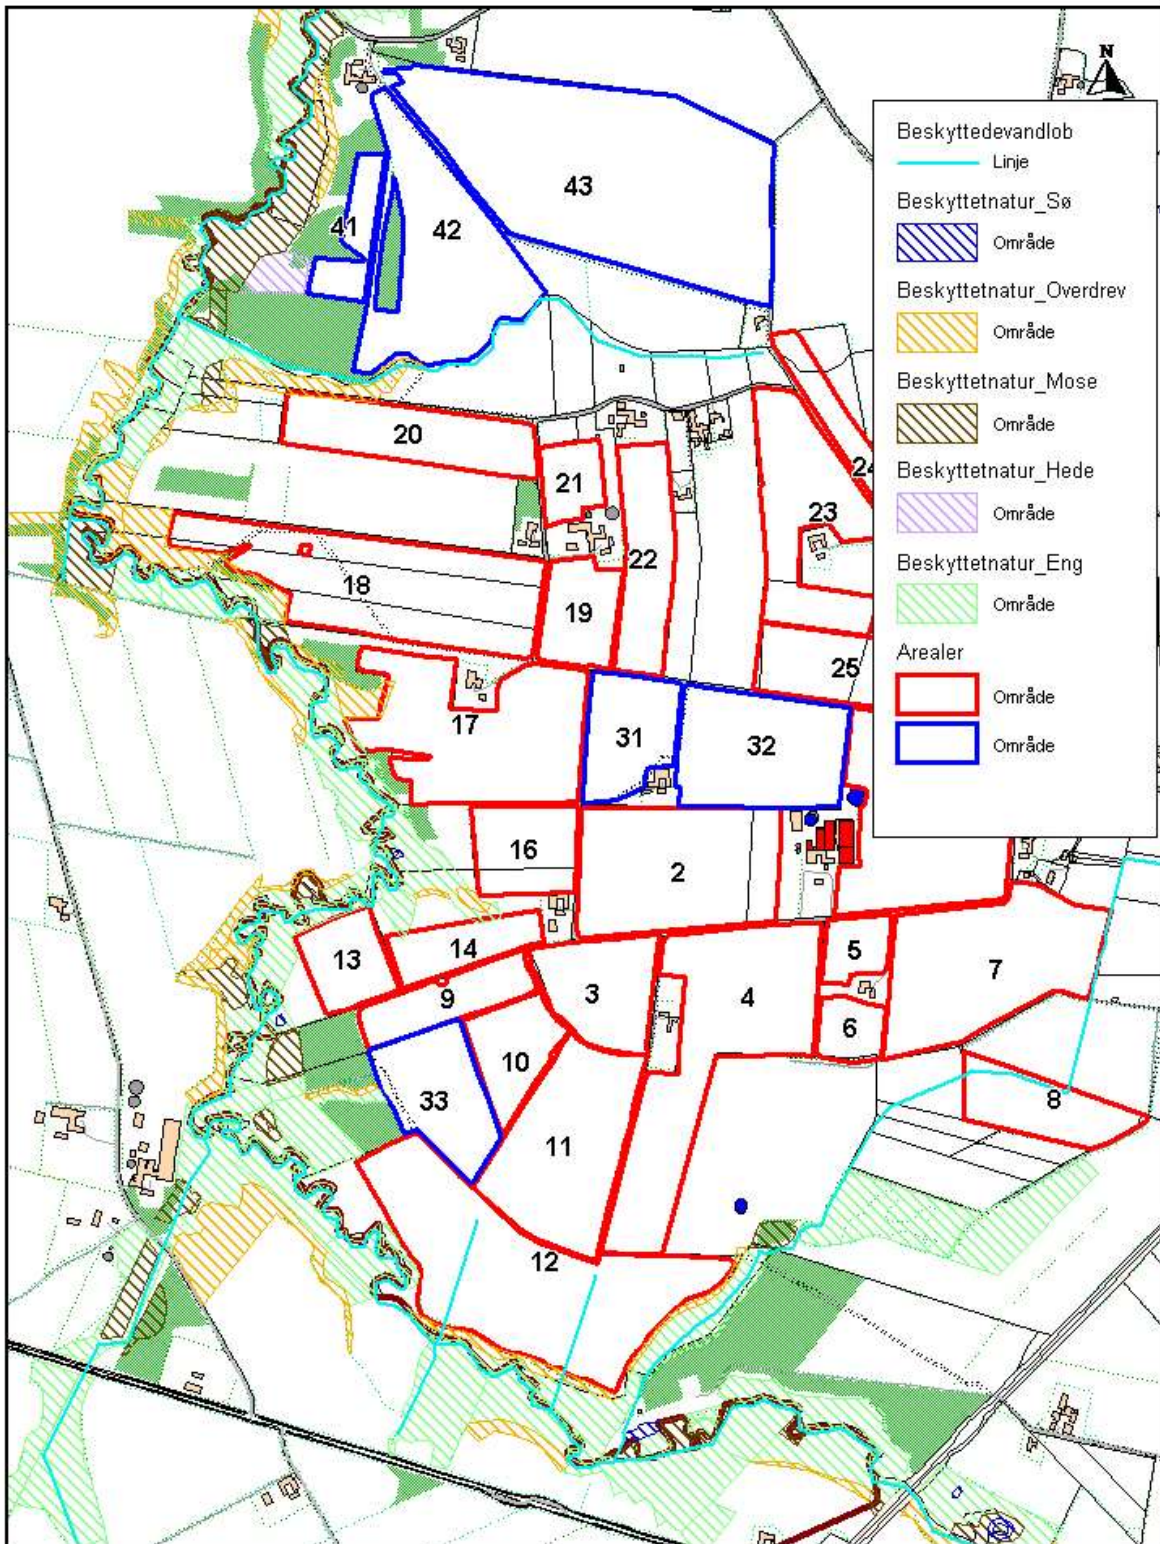 N
Beskyttedevandlob
Linje
Beskyttetnatur_Sø
Område
Beskyttetnatur_Overdrev
Område
Beskyttetnatur_Mose
Område
Beskyttetnatur_Hede
Område
Beskyttetnatur_Eng
Område
Arealer
Område
Område
43
41
42
20
24
21
23
22
18
19
25
17
31
32
16
2
13
14
5
7
3
4
9
6
10
8
33
11
12